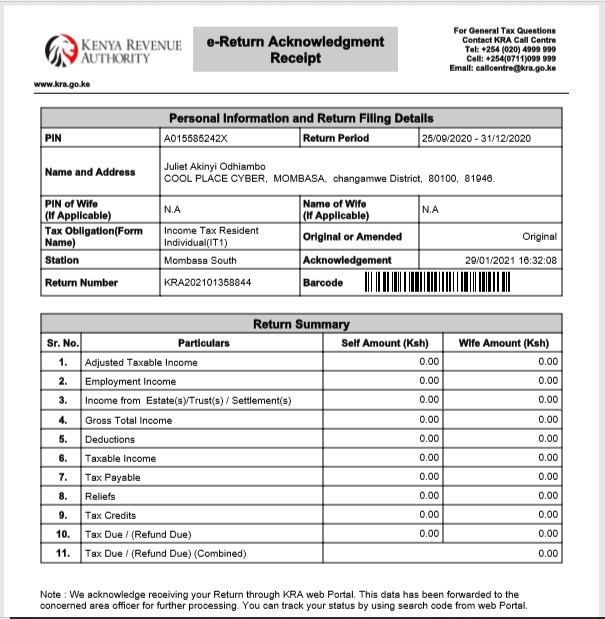 KENYA REVENUE
AUTHORITY
www.kra.go.ke
e-Return Acknowledgment
Receipt
For General Tax Questions
Contact KRA Call Centre
Tel: +254 (020) 4999 999
Cell: +254(0711)099 999
Email: callcentre@kra.go.ke
Personal Information and Return Filing Details
PIN A015585242X Return Period 25/09/2020 - 31/12/2020
Name and Address Juliet Akinyi Odhiambo
COOL PLACE CYBER, MOMBASA, changamwe District, 80100, 81946.
PIN of Wife
(If Applicable) N.A Name of Wife
(If Applicable) N.A
Tax Obligation(Form
Name) Income Tax Resident
Individual(IT1) Original or Amended Original
Station Mombasa South Acknowledgement 29/01/2021 16:32:08
Return Number KRA202101358844 Barcode
Return Summary
Sr. No. Particulars Self Amount (Ksh) Wife Amount (Ksh)
1. Adjusted Taxable Income 0.00 0.00
2. Employment Income 0.00 0.00
3. Income from Estate(s)/Trust(s) / Settlement(s) 0.00 0.00
4. Gross Total Income 0.00 0.00
5. Deductions 0.00 0.00
6. Taxable Income 0.00 0.00
7. Tax Payable 0.00 0.00
8. Reliefs 0.00 0.00
9. Tax Credits 0.00 0.00
10. Tax Due / (Refund Due) 0.00 0.00
11. Tax Due / (Refund Due) (Combined) 0.00
Note : We acknowledge receiving your Return through KRA web Portal. This data has been forwarded to the
concerned area officer for further processing. You can track your status by using search code from web Portal.